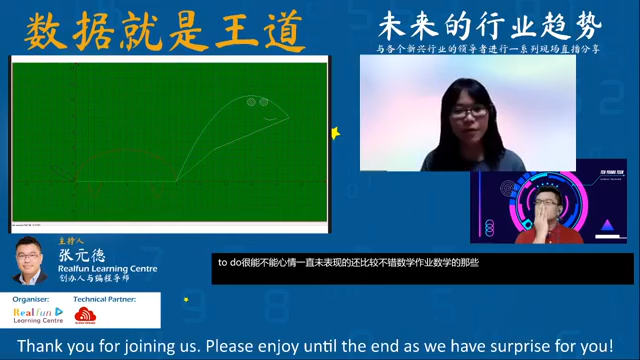 数据就是王道
未来的行业趋势
与各个新兴行业的领导者进行一系列现场直播分享
主持人
张元德
Realfun Learning Centre
创办人与编程导师
to do很能不能心情一直未表现的还比较不错数学作业数学的那些
Organiser:
Technical Partner:
Realfun
Learning Centre
Thank you for joining us. Please enjoy until the end as we have surprise for you!